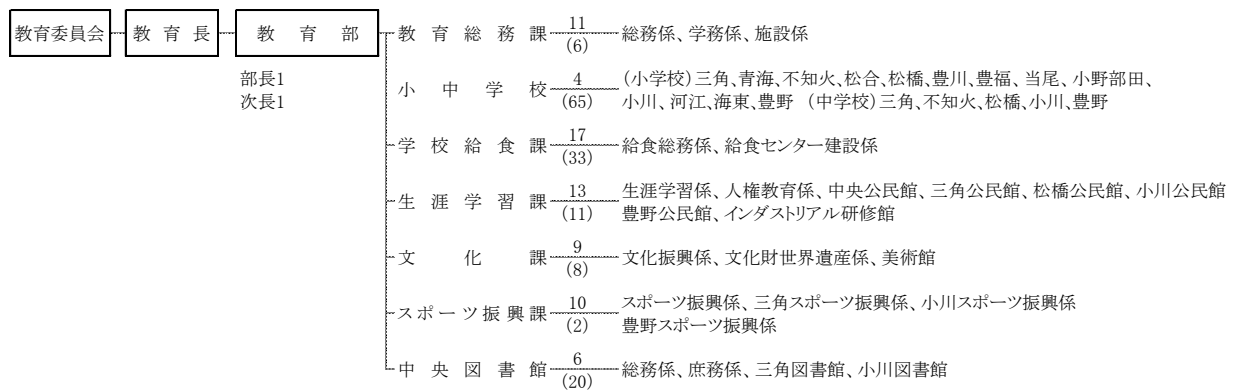 教育委員会 教育長 教育部 教育総務課 11 (6) 総務係、学務係、施設係
部長1
次長1
小中学校 4 (65) (小学校)三角、青海、不知火、松合、松橋、豊川、豊福、当尾、小野部田、
小川、河江、海東、豊野 (中学校)三角、不知火、松橋、小川、豊野
学校給食課 17 (33) 給食総務係、給食センター建設係
生涯学習課 13 (11) 生涯学習係、人権教育係、中央公民館、三角公民館、松橋公民館、小川公民館
豊野公民館、インダストリアル研修館
文化課 9 (8) 文化振興係、文化財世界遺産係、美術館
スポーツ振興課 10 (2) スポーツ振興係、三角スポーツ振興係、小川スポーツ振興係
豊野スポーツ振興係
中央図書館 6 (20) 総務係、庶務係、三角図書館、小川図書館